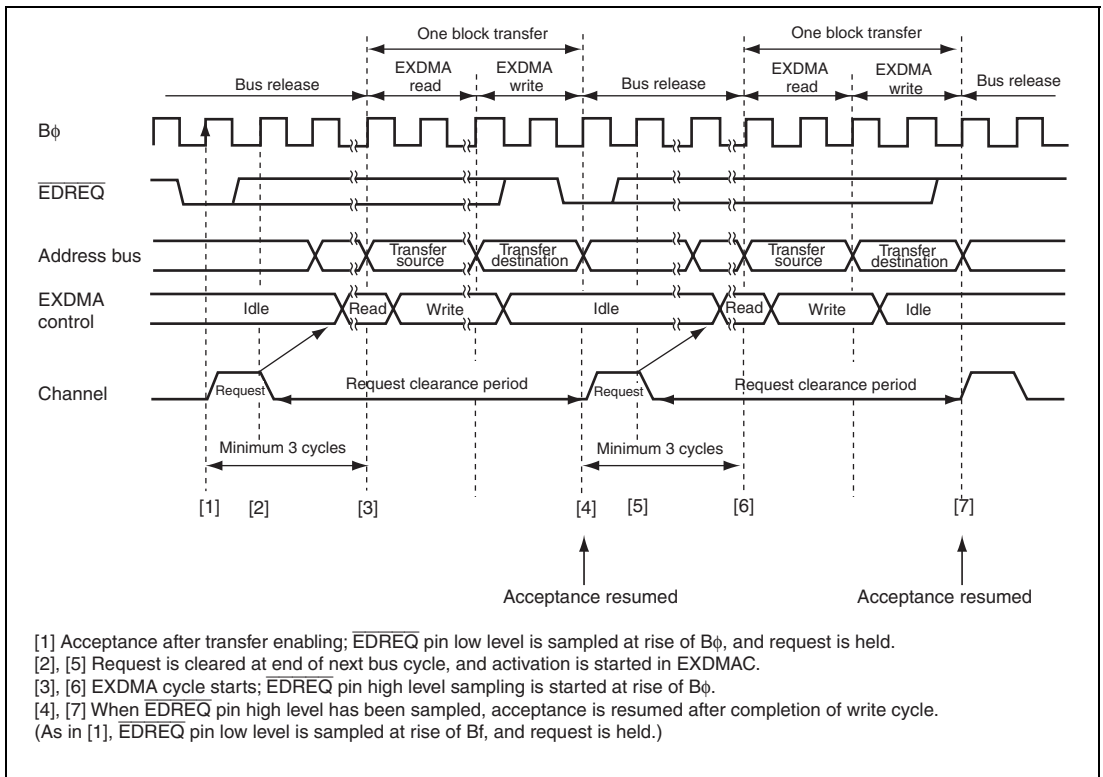 One block transfer One block transfer
Bus release EXDMA read EXDMA write Bus release EXDMA read EXDMA write Bus release
Bφ
EDREQ
Address bus Transfer source Transfer destination Transfer source Transfer destination
EXDMA control Idle Read Write Idle Read Write Idle
Channel Request Request clearance period Request Request clearance period
Minimum 3 cycles Minimum 3 cycles
[1] [2] [3] [4] [5] [6] [7]
Acceptance resumed Acceptance resumed
[1] Acceptance after transfer enabling; EDREQ pin low level is sampled at rise of Bφ, and request is held.
[2], [5] Request is cleared at end of next bus cycle, and activation is started in EXDMAC.
[3], [6] EXDMA cycle starts; EDREQ pin high level sampling is started at rise of Bφ.
[4], [7] When EDREQ pin high level has been sampled, acceptance is resumed after completion of write cycle.
(As in [1], EDREQ pin low level is sampled at rise of Bf, and request is held.)